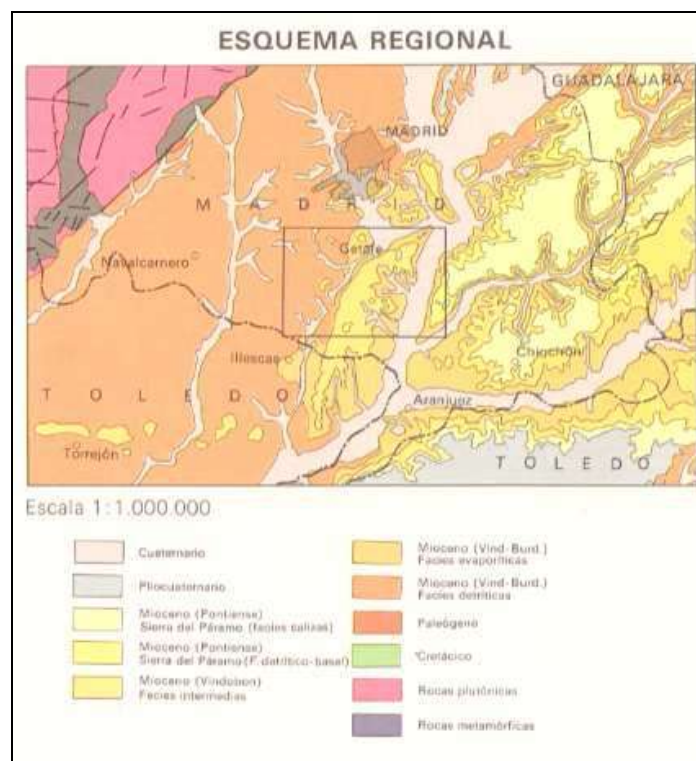 ESQUEMA REGIONAL
GUADALAJARA
MADRID
M A D R I D
Getafe
Navalcarnero
Illescas
Chinchón
T O L E D O
Aranjuez
Torrejón
T O L E D O
Escala 1:1.000.000
Cuaternario
Pliocuaternario
Mioceno (Pontiense)
Sierra del Páramo (facies calizas)
Mioceno (Pontiense)
Sierra del Páramo (F. detrítico-basal)
Mioceno (Vindobon)
Facies intermedias
Mioceno (Vind-Burd.)
Facies evaporíticas
Mioceno (Vind-Burd.)
Facies detríticas
Paleógeno
Cretácico
Rocas plutónicas
Rocas metamórficas